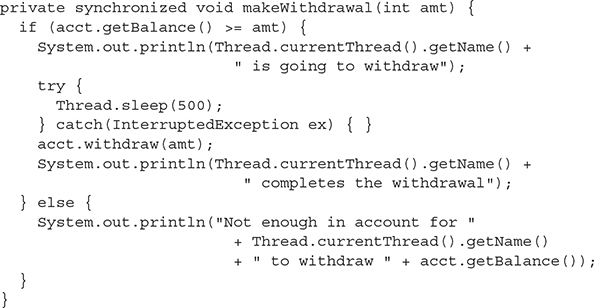 private synchronized void makeWithdrawal(int amt) {
  if (acct.getBalance() >= amt) {
    System.out.println(Thread.currentThread().getName() +
                       " is going to withdraw");
    try {
      Thread.sleep(500);
    } catch(InterruptedException ex) { }
    acct.withdraw(amt);
    System.out.println(Thread.currentThread().getName() +
                        " completes the withdrawal");
  } else {
    System.out.println("Not enough in account for "
                       + Thread.currentThread().getName()
                       + " to withdraw " + acct.getBalance());
  }
}